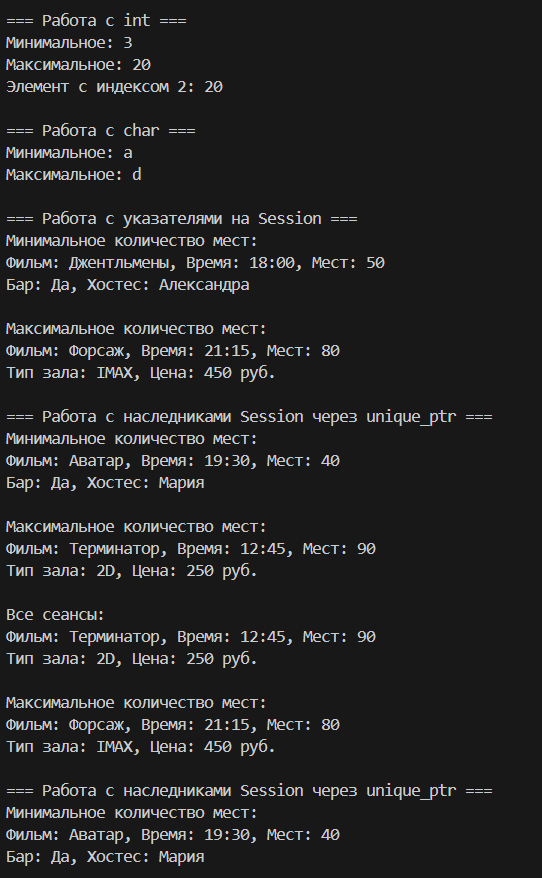 === Работа с int ===
Минимальное: 3
Максимальное: 20
Элемент с индексом 2: 20
=== Работа с char ===
Минимальное: a
Максимальное: d
=== Работа с указателями на Session ===
Минимальное количество мест:
Фильм: Джентльмены, Время: 18:00, Мест: 50
Бар: Да, Хостес: Александра
Максимальное количество мест:
Фильм: Форсаж, Время: 21:15, Мест: 80
Тип зала: IMAX, Цена: 450 руб.
=== Работа с наследниками Session через unique_ptr ===
Минимальное количество мест:
Фильм: Аватар, Время: 19:30, Мест: 40
Бар: Да, Хостес: Мария
Максимальное количество мест:
Фильм: Терминатор, Время: 12:45, Мест: 90
Тип зала: 2D, Цена: 250 руб.
Все сеансы:
Фильм: Терминатор, Время: 12:45, Мест: 90
Тип зала: 2D, Цена: 250 руб.
Максимальное количество мест:
Фильм: Форсаж, Время: 21:15, Мест: 80
Тип зала: IMAX, Цена: 450 руб.
=== Работа с наследниками Session через unique_ptr ===
Минимальное количество мест:
Фильм: Аватар, Время: 19:30, Мест: 40
Бар: Да, Хостес: Мария